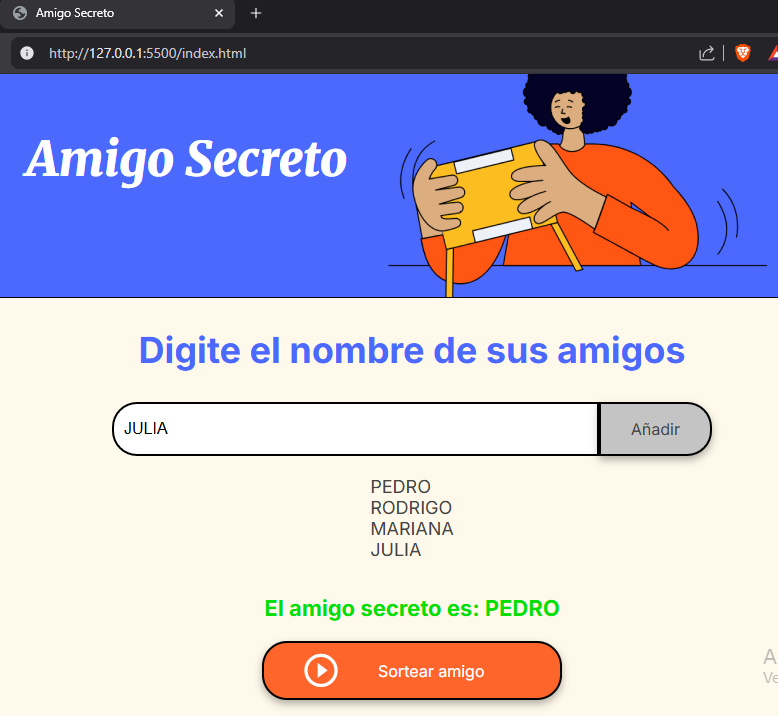 Amigo Secreto
http://127.0.0.1:5500/index.html
Amigo Secreto
Digite el nombre de sus amigos
JULIA
Añadir
PEDRO
RODRIGO
MARIANA
JULIA
El amigo secreto es: PEDRO
Sortear amigo